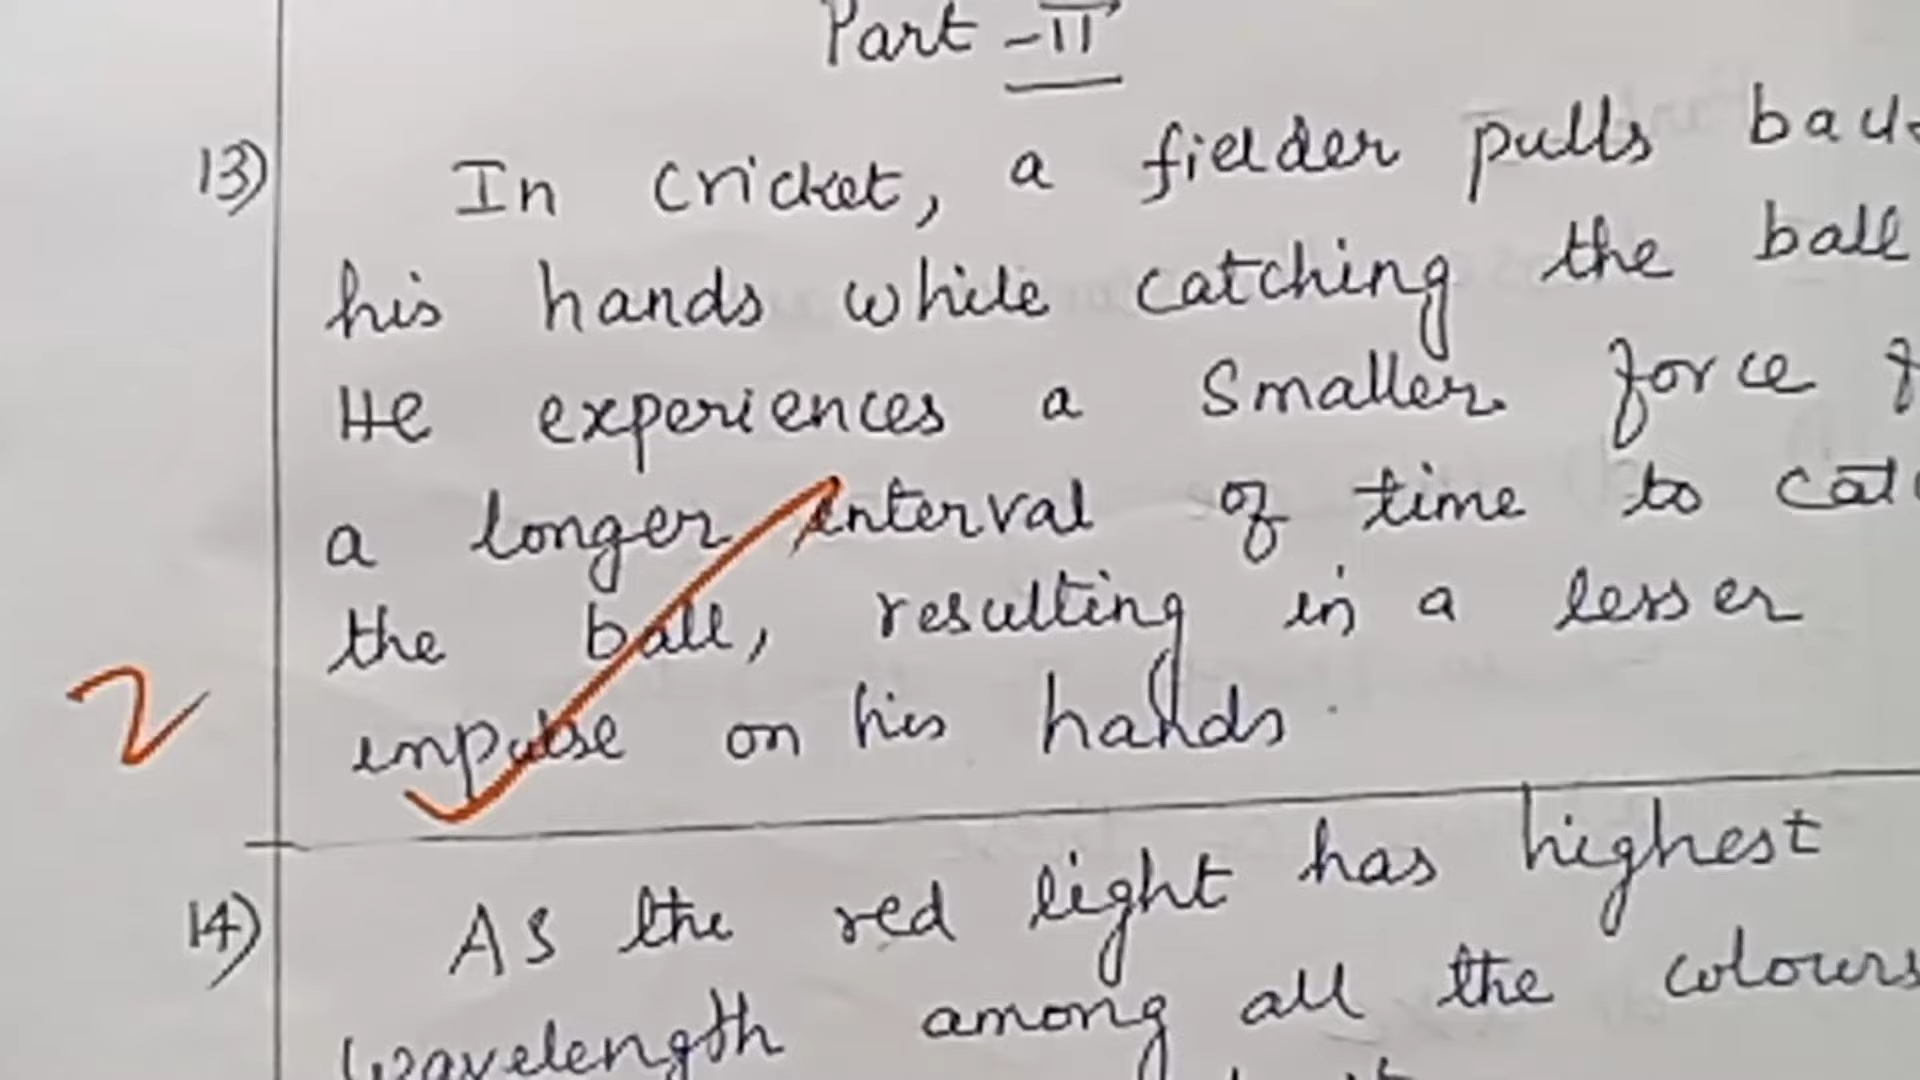 Part -II
13) In cricket, a fielder pulls back
his hands while catching the ball
He experiences a smaller force
a longer interval of time to
the ball, resulting in a lesser
impulse on his hands.
2
14) As the red light has highest
wavelength among all the colours